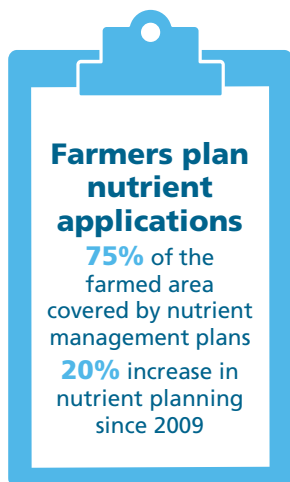 Farmers plan
nutrient
applications
75% of the
farmed area
covered by nutrient
management plans
20% increase in
nutrient planning
since 2009